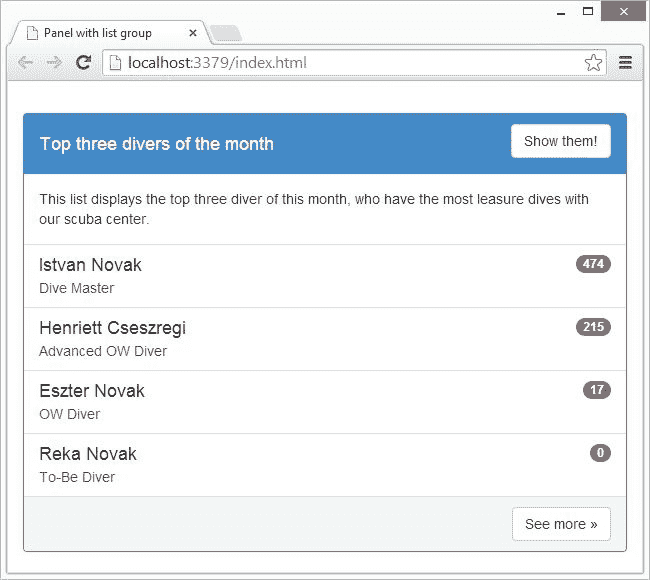 Panel with list group
localhost:3379/index.html
Top three divers of the month
Show them!
This list displays the top three diver of this month, who have the most leasure dives with
our scuba center.
Istvan Novak
474
Dive Master
Henriett Cseszregi
215
Advanced OW Diver
Eszter Novak
17
OW Diver
Reka Novak
0
To-Be Diver
See more »